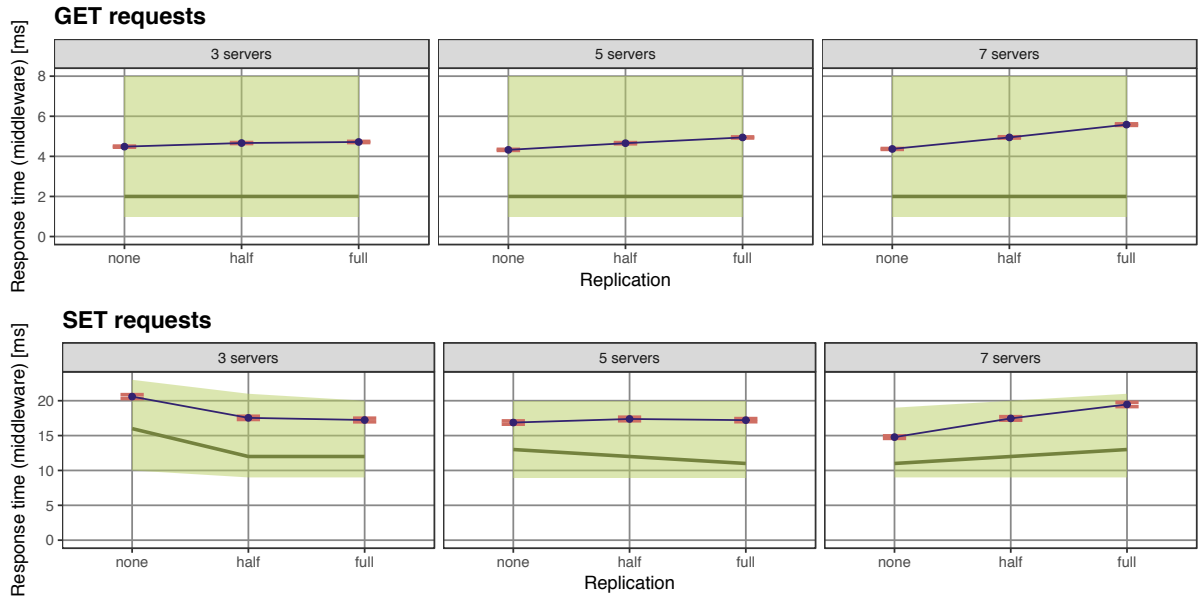 GET requests
Response time (middleware) [ms]
3 servers
5 servers
7 servers
8
6
4
2
0
none
half
full
none
half
full
none
half
full
Replication
SET requests
Response time (middleware) [ms]
3 servers
5 servers
7 servers
20
15
10
5
0
none
half
full
none
half
full
none
half
full
Replication